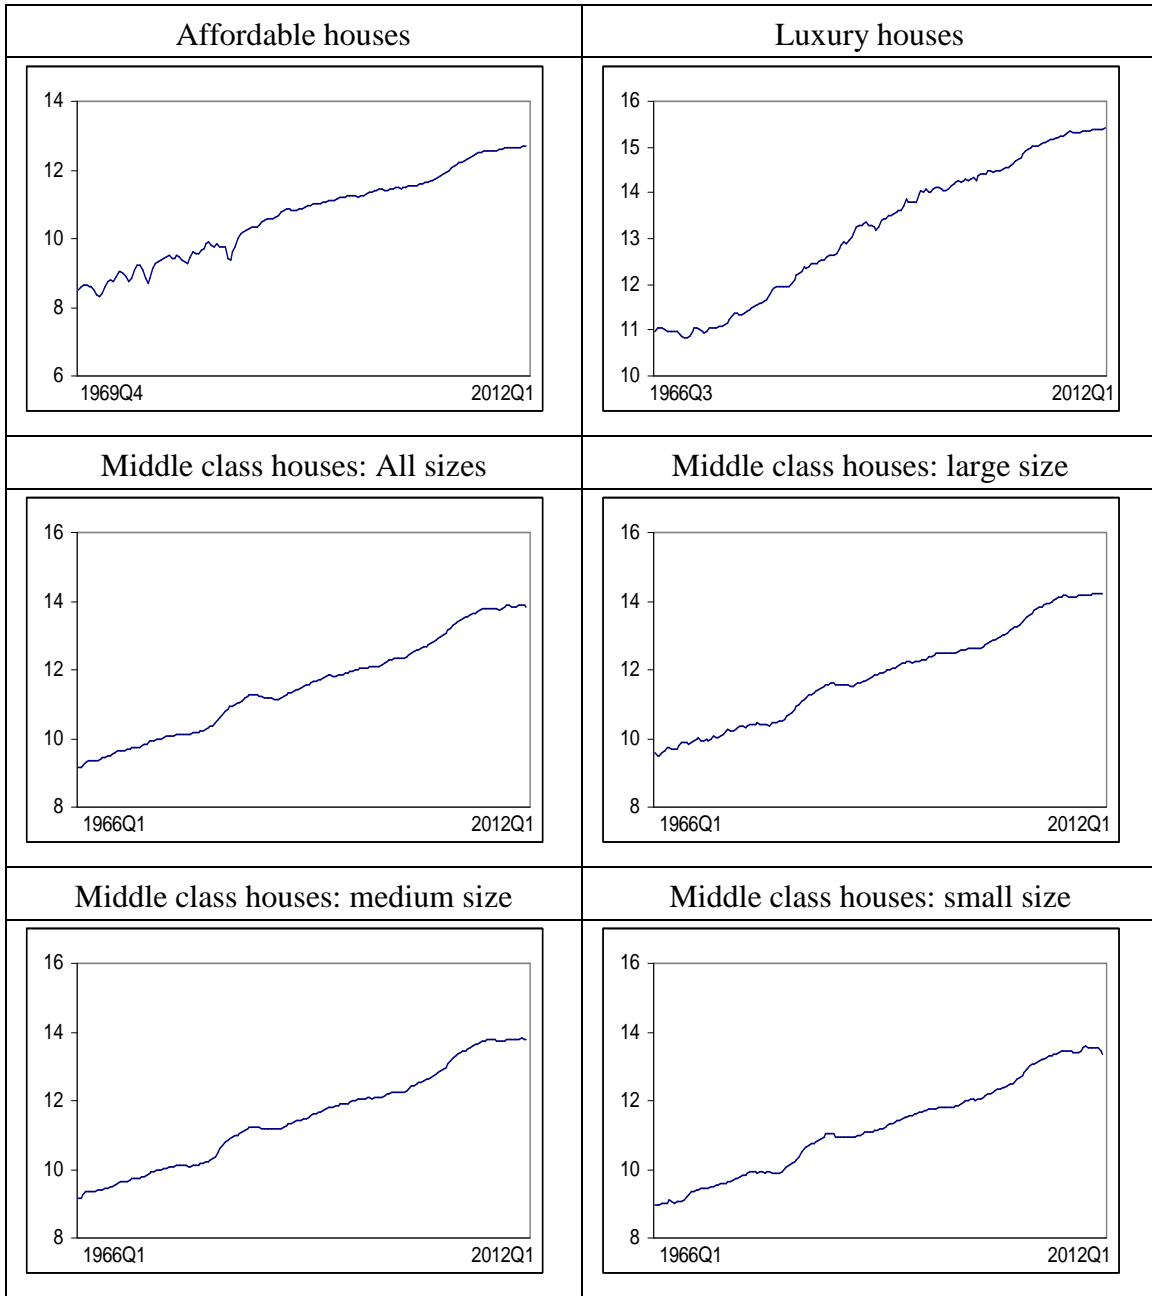 Affordable houses
Luxury houses
14
12
10
8
6
1969Q4
2012Q1
16
15
14
13
12
11
10
1966Q3
2012Q1
Middle class houses: All sizes
Middle class houses: large size
16
14
12
10
8
1966Q1
2012Q1
16
14
12
10
8
1966Q1
2012Q1
Middle class houses: medium size
Middle class houses: small size
16
14
12
10
8
1966Q1
2012Q1
16
14
12
10
8
1966Q1
2012Q1